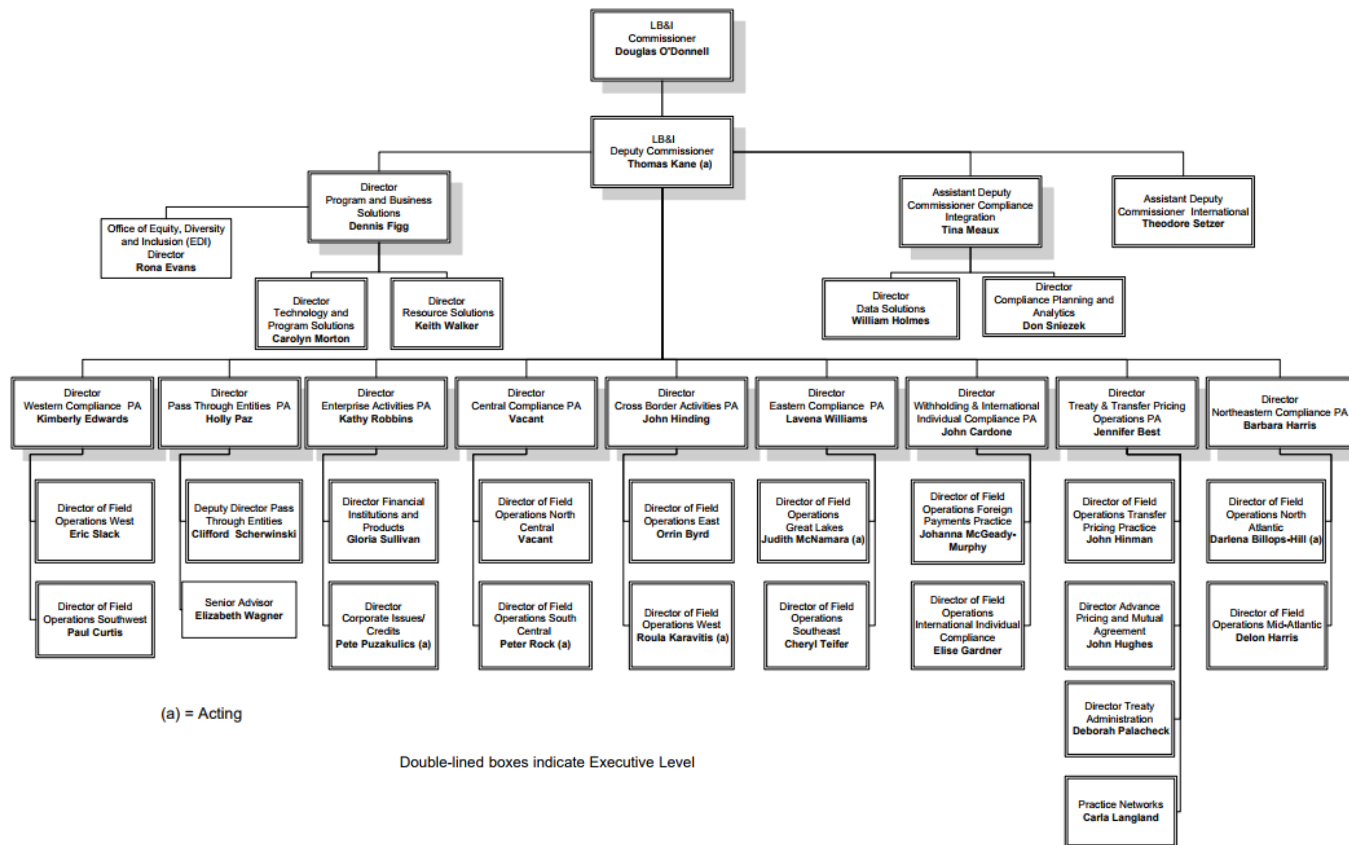 LB&I
Commissioner
Douglas O'Donnell
LB&I
Deputy Commissioner
Thomas Kane (a)
Director
Program and Business
Solutions
Dennis Figg
Assistant Deputy
Commissioner Compliance
Integration
Tina Meaux
Assistant Deputy
Commissioner International
Theodore Setzer
Office of Equity, Diversity
and Inclusion (EDI)
Director
Rona Evans
Director
Technology and
Program Solutions
Carolyn Morton
Director
Resource Solutions
Keith Walker
Director
Data Solutions
William Holmes
Director
Compliance Planning and
Analytics
Don Sniezek
Director
Western Compliance PA
Kimberly Edwards
Director
Pass Through Entities PA
Holly Paz
Director
Enterprise Activities PA
Kathy Robbins
Director
Central Compliance PA
Vacant
Director
Cross Border Activities PA
John Hinding
Director
Eastern Compliance PA
Lavena Williams
Director
Withholding & International
Individual Compliance PA
John Cardone
Director
Treaty & Transfer Pricing
Operations PA
Jennifer Best
Director
Northeastern Compliance PA
Barbara Harris
Director of Field
Operations West
Eric Slack
Deputy Director Pass
Through Entities
Clifford Scherwinski
Director Financial
Institutions and
Products
Gloria Sullivan
Director of Field
Operations North
Central
Vacant
Director of Field
Operations East
Orrin Byrd
Director of Field
Operations
Great Lakes
Judith McNamara (a)
Director of Field
Operations Foreign
Payments Practice
Johanna McGeady-
Murphy
Director of Field
Operations Transfer
Pricing Practice
John Hinman
Director of Field
Operations North
Atlantic
Darlena Billops-Hill (a)
Director of Field
Operations Southwest
Paul Curtis
Senior Advisor
Elizabeth Wagner
Director
Corporate Issues/
Credits
Pete Puzakulics (a)
Director of Field
Operations South
Central
Peter Rock (a)
Director of Field
Operations West
Roula Karavitis (a)
Director of Field
Operations
Southeast
Cheryl Teifer
Director of Field
Operations
International Individual
Compliance
Elise Gardner
Director Advance
Pricing and Mutual
Agreement
John Hughes
Director of Field
Operations Mid-Atlantic
Delon Harris
Director Treaty
Administration
Deborah Palacheck
Practice Networks
Carla Langland
(a) = Acting
Double-lined boxes indicate Executive Level